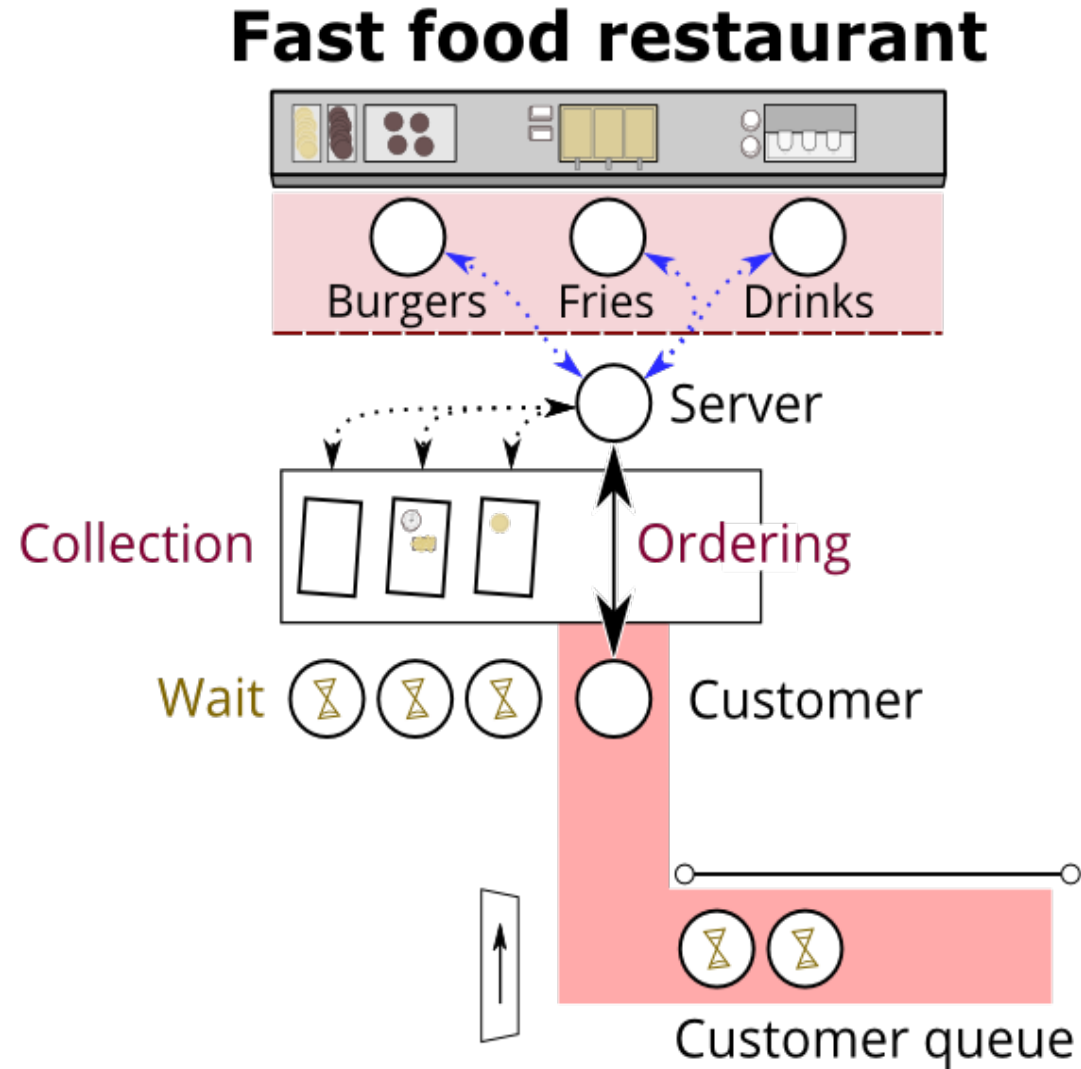 Fast food restaurant
Burgers Fries Drinks
Server
Collection Ordering
Wait Customer
Customer queue